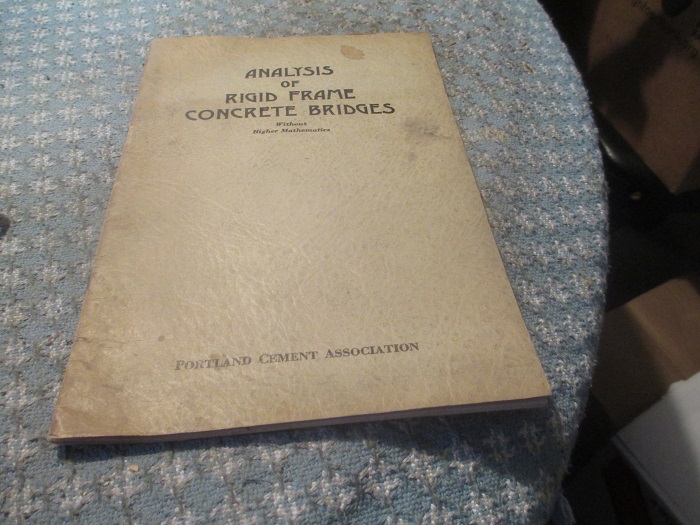 ANALYSIS
OF
RIGID FRAME
CONCRETE BRIDGES
Without
Higher Mathematics
PORTLAND CEMENT ASSOCIATION